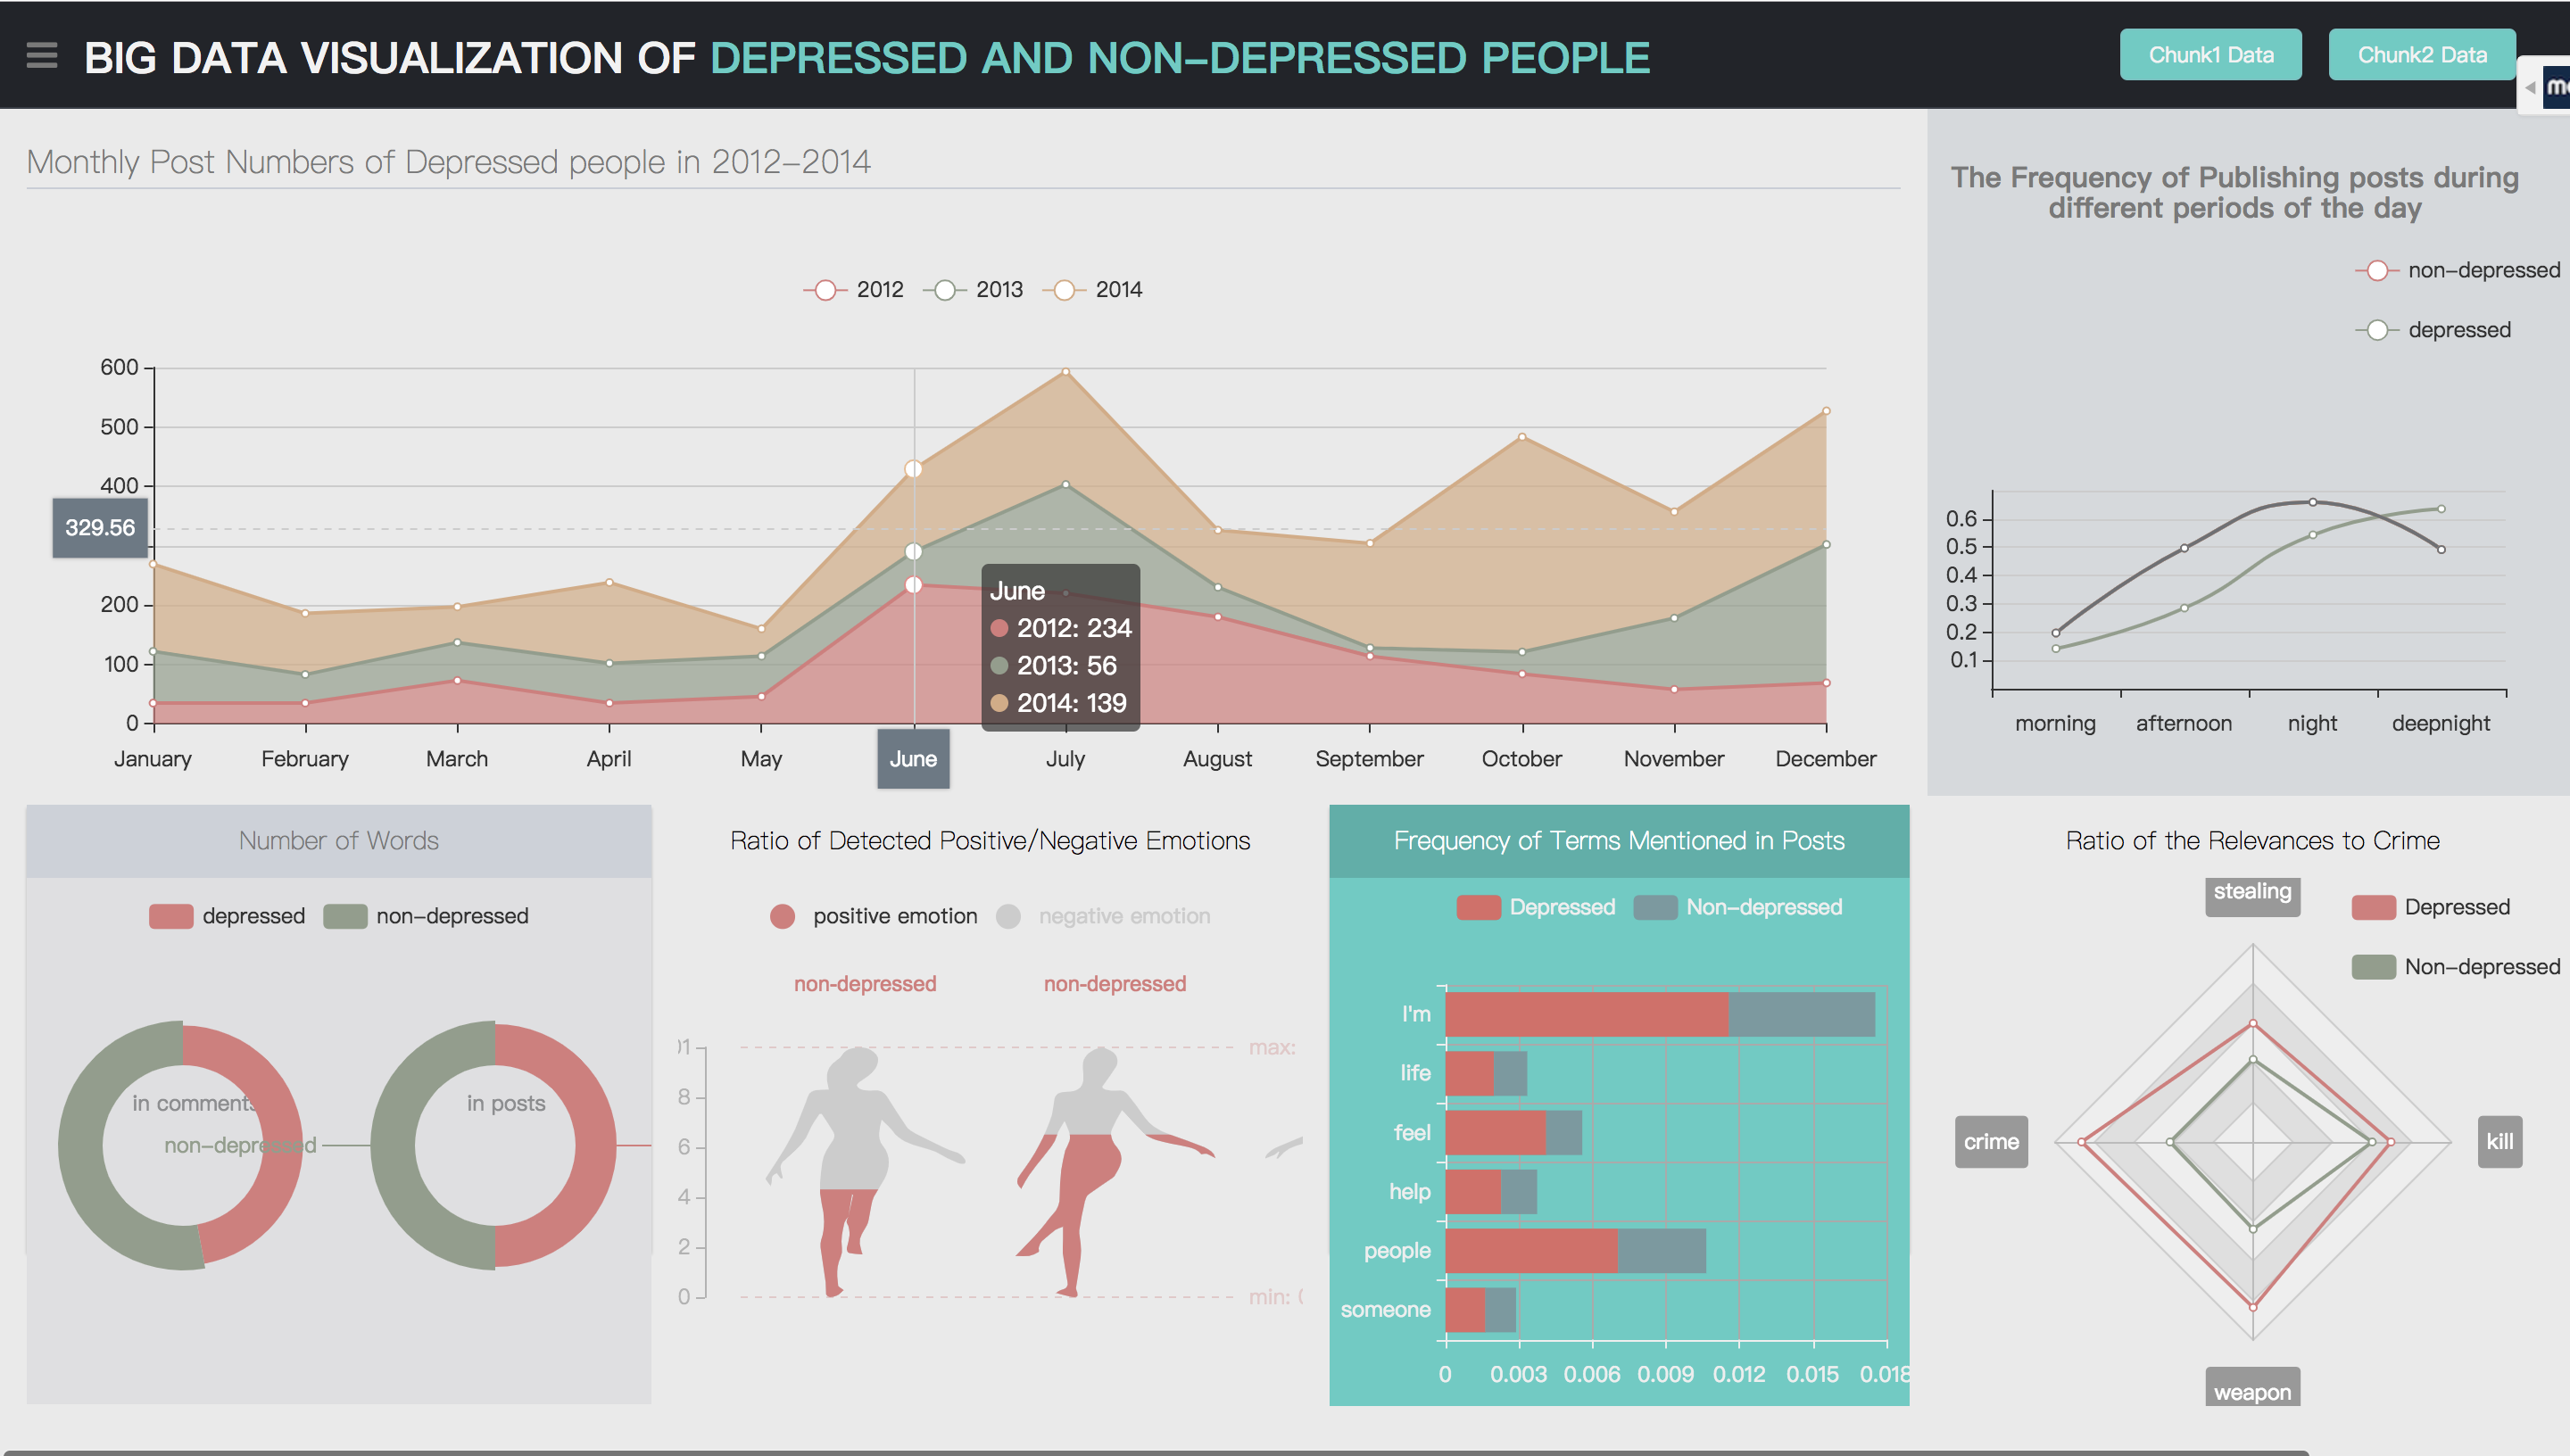 BIG DATA VISUALIZATION OF DEPRESSED AND NON-DEPRESSED PEOPLE
Chunk1 Data
Chunk2 Data
Monthly Post Numbers of Depressed people in 2012-2014
2012
2013
2014
600
500
400
329.56
200
100
0
June
2012: 234
2013: 56
2014: 139
January
February
March
April
May
June
July
August
September
October
November
December
The Frequency of Publishing posts during
different periods of the day
non-depressed
depressed
0.6
0.5
0.4
0.3
0.2
0.1
morning
afternoon
night
deepnight
Number of Words
depressed
non-depressed
in comments
in posts
non-depressed
Ratio of Detected Positive/Negative Emotions
positive emotion
negative emotion
non-depressed
non-depressed
8
6
4
2
0
max:
min:
Frequency of Terms Mentioned in Posts
Depressed
Non-depressed
I'm
life
feel
help
people
someone
0
0.003
0.006
0.009
0.012
0.015
0.018
Ratio of the Relevances to Crime
Depressed
Non-depressed
stealing
crime
kill
weapon